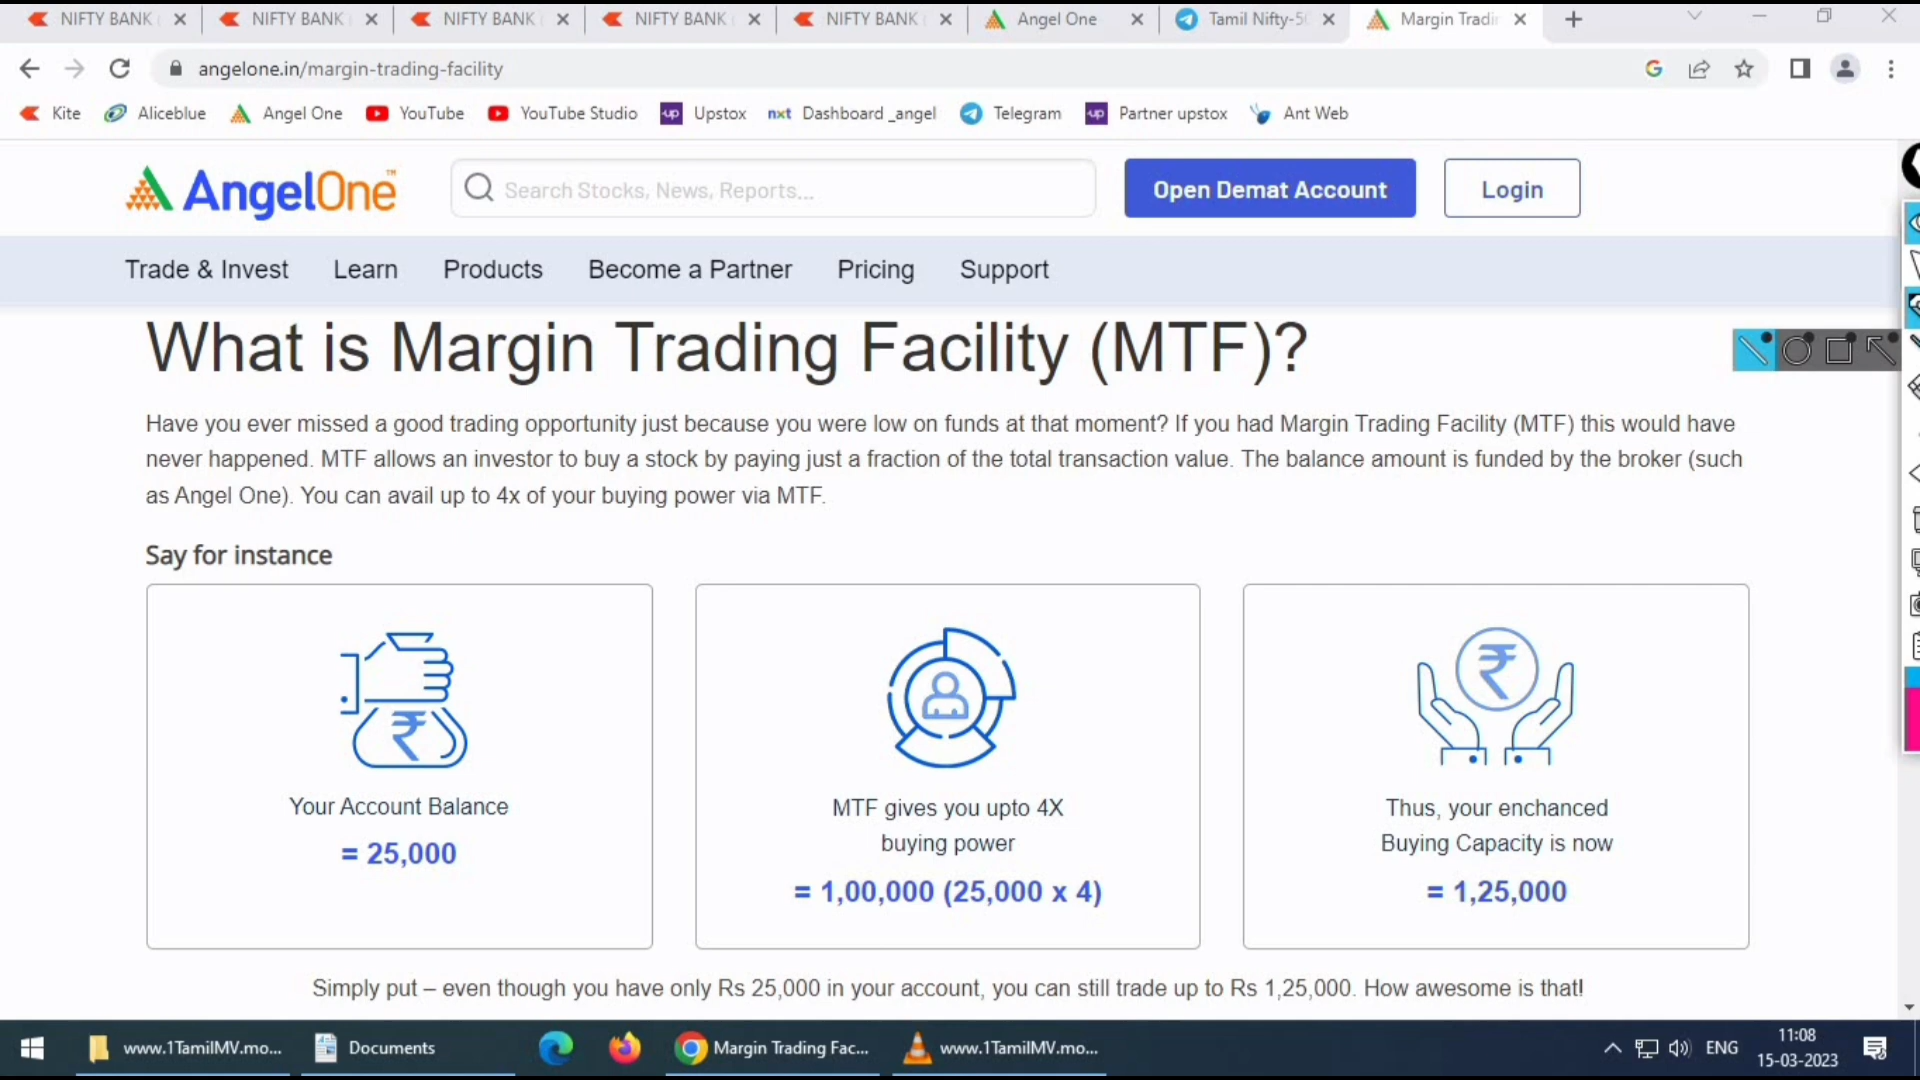 NIFTY BANK
NIFTY BANK
NIFTY BANK
NIFTY BANK
NIFTY BANK
Angel One
Tamil Nifty-50
Margin Tradi
angelone.in/margin-trading-facility
Kite
Aliceblue
Angel One
YouTube
YouTube Studio
up Upstox
nxt Dashboard _angel
Telegram
up Partner upstox
Ant Web
AngelOne™
Search Stocks, News, Reports...
Open Demat Account
Login
Trade & Invest
Learn
Products
Become a Partner
Pricing
Support
What is Margin Trading Facility (MTF)?
Have you ever missed a good trading opportunity just because you were low on funds at that moment? If you had Margin Trading Facility (MTF) this would have
never happened. MTF allows an investor to buy a stock by paying just a fraction of the total transaction value. The balance amount is funded by the broker (such
as Angel One). You can avail up to 4x of your buying power via MTF.
Say for instance
Your Account Balance
= 25,000
MTF gives you upto 4X
buying power
= 1,00,000 (25,000 x 4)
Thus, your enchanced
Buying Capacity is now
= 1,25,000
Simply put – even though you have only Rs 25,000 in your account, you can still trade up to Rs 1,25,000. How awesome is that!
www.1TamilMV.mo...
Documents
Margin Trading Fac...
www.1TamilMV.mo...
ENG
11:08
15-03-2023